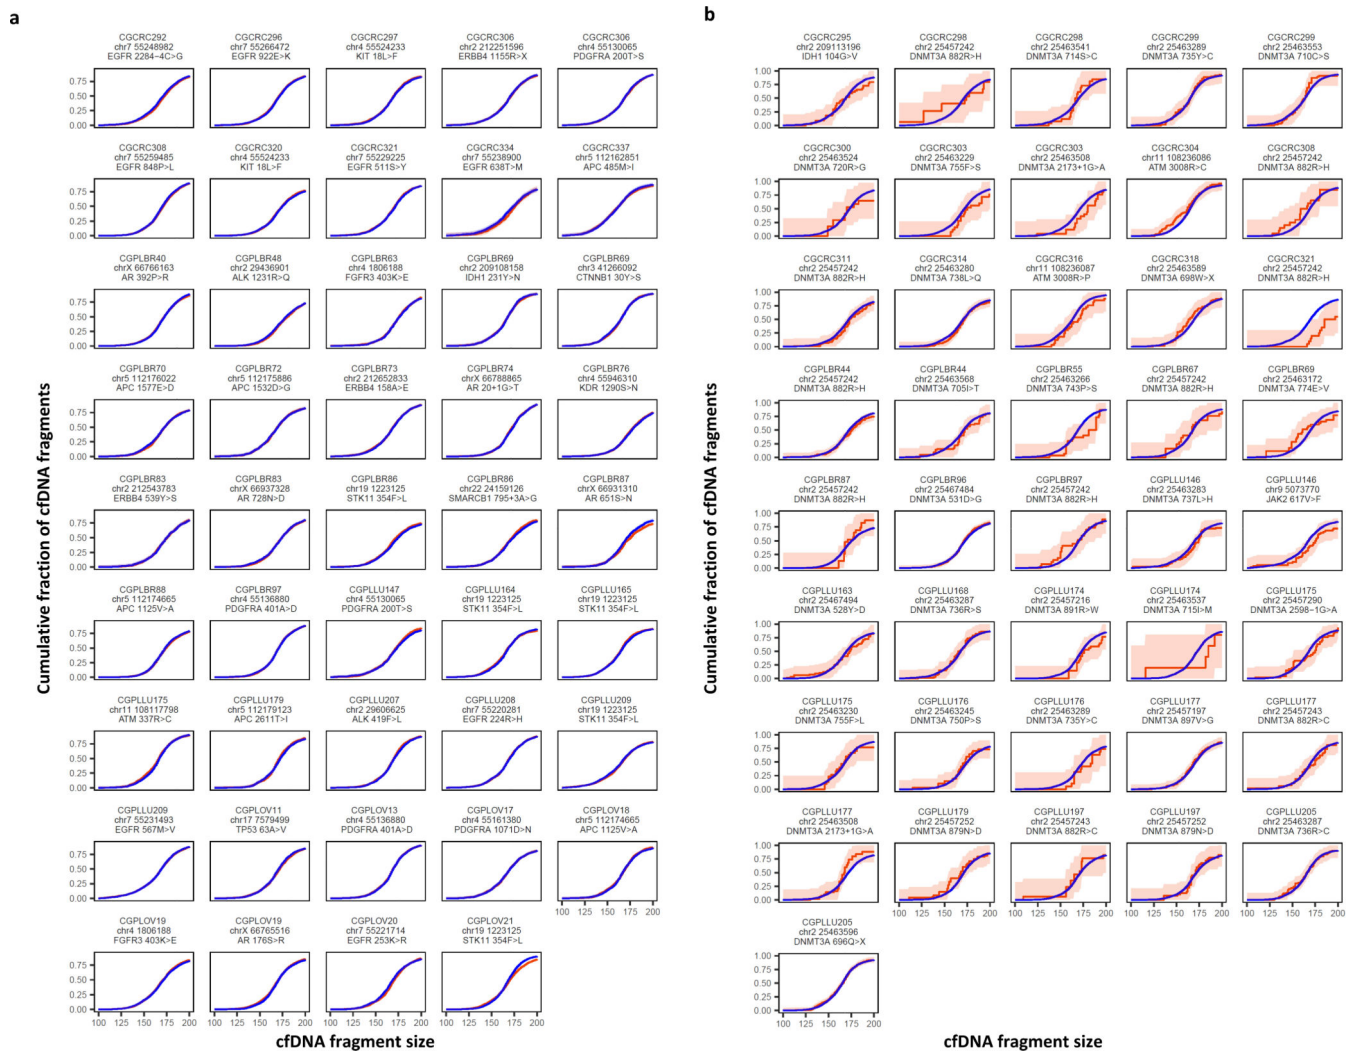 a
CGCRC292
chr7 55248982
EGFR 2284−4C>G
CGCRC296
chr7 55266472
EGFR 922E>K
CGCRC297
chr4 55524233
KIT 18L>F
CGCRC306
chr2 212251596
ERBB4 1155R>X
CGCRC306
chr4 55130065
PDGFRA 200T>S
CGCRC308
chr7 55259485
EGFR 848P>L
CGCRC320
chr4 55524233
KIT 18L>F
CGCRC321
chr7 55229225
EGFR 511S>Y
CGCRC334
chr7 55238900
EGFR 638T>M
CGCRC337
chr5 112162851
APC 485M>I
CGPLBR40
chrX 66766163
AR 392P>R
CGPLBR48
chr2 29436901
ALK 1231R>Q
CGPLBR63
chr4 1806188
FGFR3 403K>E
CGPLBR69
chr2 209108158
IDH1 231Y>N
CGPLBR69
chr3 41266092
CTNNB1 30Y>S
CGPLBR70
chr5 112176022
APC 1577E>D
CGPLBR72
chr5 112175886
APC 1532D>G
CGPLBR73
chr2 212652833
ERBB4 158A>E
CGPLBR74
chrX 66788865
AR 20+1G>T
CGPLBR76
chr4 55946310
KDR 1290S>N
CGPLBR83
chr2 212543783
ERBB4 539Y>S
CGPLBR83
chrX 66937328
AR 728N>D
CGPLBR86
chr19 1223125
STK11 354F>L
CGPLBR86
chr22 24159126
SMARCB1 795+3A>G
CGPLBR87
chrX 66931310
AR 651S>N
CGPLBR88
chr5 112174665
APC 1125V>A
CGPLBR97
chr4 55136880
PDGFRA 401A>D
CGPLLU147
chr4 55130065
PDGFRA 200T>S
CGPLLU164
chr19 1223125
STK11 354F>L
CGPLLU165
chr19 1223125
STK11 354F>L
CGPLLU175
chr11 108117798
ATM 337R>C
CGPLLU179
chr5 112179123
APC 2611T>I
CGPLLU207
chr2 29606625
ALK 419F>L
CGPLLU208
chr7 55220281
EGFR 224R>H
CGPLLU209
chr19 1223125
STK11 354F>L
CGPLLU209
chr7 55231493
EGFR 567M>V
CGPLOV11
chr17 7579499
TP53 63A>V
CGPLOV13
chr4 55136880
PDGFRA 401A>D
CGPLOV17
chr4 55161380
PDGFRA 1071D>N
CGPLOV18
chr5 112174665
APC 1125V>A
CGPLOV19
chr4 1806188
FGFR3 403K>E
CGPLOV19
chrX 66765516
AR 176S>R
CGPLOV20
chr7 55221714
EGFR 253K>R
CGPLOV21
chr19 1223125
STK11 354F>L
0.75
0.50
0.25
0.00
100 125 150 175 200
Cumulative fraction of cfDNA fragments
cfDNA fragment size
b
CGCRC295
chr2 209113196
IDH1 104G>V
CGCRC298
chr2 25457242
DNMT3A 882R>H
CGCRC298
chr2 25463541
DNMT3A 714S>C
CGCRC299
chr2 25463289
DNMT3A 735Y>C
CGCRC299
chr2 25463553
DNMT3A 710C>S
CGCRC300
chr2 25463524
DNMT3A 720R>G
CGCRC303
chr2 25463229
DNMT3A 755F>S
CGCRC303
chr2 25463508
DNMT3A 2173+1G>A
CGCRC304
chr11 108236086
ATM 3008R>C
CGCRC308
chr2 25457242
DNMT3A 882R>H
CGCRC311
chr2 25457242
DNMT3A 882R>H
CGCRC314
chr2 25463280
DNMT3A 738L>Q
CGCRC316
chr11 108236087
ATM 3008R>P
CGCRC318
chr2 25463589
DNMT3A 698W>X
CGCRC321
chr2 25457242
DNMT3A 882R>H
CGPLBR44
chr2 25457242
DNMT3A 882R>H
CGPLBR44
chr2 25463568
DNMT3A 705I>T
CGPLBR55
chr2 25463266
DNMT3A 743P>S
CGPLBR67
chr2 25457242
DNMT3A 882R>H
CGPLBR69
chr2 25463172
DNMT3A 774E>V
CGPLBR87
chr2 25457242
DNMT3A 882R>H
CGPLBR96
chr2 25467484
DNMT3A 531D>G
CGPLBR97
chr2 25457242
DNMT3A 882R>H
CGPLLU146
chr2 25463283
DNMT3A 737L>H
CGPLLU146
chr9 5073770
JAK2 617V>F
CGPLLU163
chr2 25467494
DNMT3A 528Y>D
CGPLLU168
chr2 25463287
DNMT3A 736R>S
CGPLLU174
chr2 25457216
DNMT3A 891R>W
CGPLLU174
chr2 25463537
DNMT3A 715I>M
CGPLLU175
chr2 25457290
DNMT3A 2598−1G>A
CGPLLU175
chr2 25463230
DNMT3A 755F>L
CGPLLU176
chr2 25463245
DNMT3A 750P>S
CGPLLU176
chr2 25463289
DNMT3A 735Y>C
CGPLLU177
chr2 25457197
DNMT3A 897V>G
CGPLLU177
chr2 25457243
DNMT3A 882R>C
CGPLLU177
chr2 25463508
DNMT3A 2173+1G>A
CGPLLU179
chr2 25457252
DNMT3A 879N>D
CGPLLU197
chr2 25457243
DNMT3A 882R>C
CGPLLU197
chr2 25457252
DNMT3A 879N>D
CGPLLU205
chr2 25463287
DNMT3A 736R>C
CGPLLU205
chr2 25463596
DNMT3A 696Q>X
1.00
0.75
0.50
0.25
0.00
100 125 150 175 200
Cumulative fraction of cfDNA fragments
cfDNA fragment size